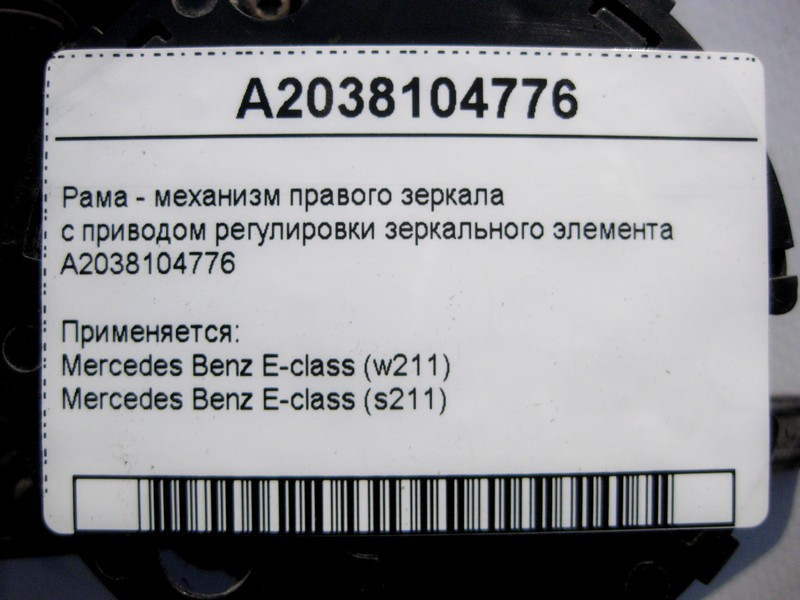 A2038104776
Рама - механизм правого зеркала
с приводом регулировки зеркального элемента
A2038104776
Применяется:
Mercedes Benz E-class (w211)
Mercedes Benz E-class (s211)